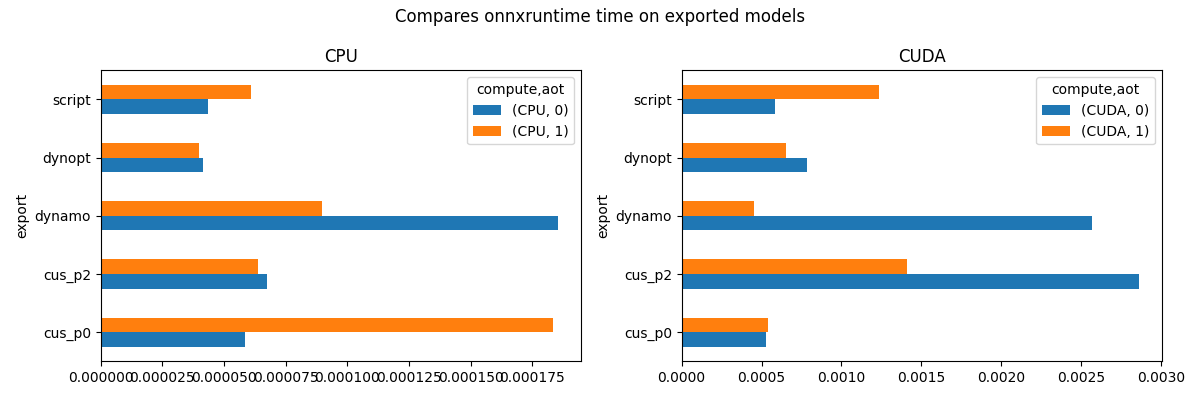 Compares onnxruntime time on exported models
CPU
export
script
dynopt
dynamo
cus_p2
cus_p0
compute,aot
(CPU, 0)
(CPU, 1)
0.000000 0.000025 0.000050 0.000075 0.000100 0.000125 0.000150 0.000175
CUDA
export
script
dynopt
dynamo
cus_p2
cus_p0
compute,aot
(CUDA, 0)
(CUDA, 1)
0.0000 0.0005 0.0010 0.0015 0.0020 0.0025 0.0030